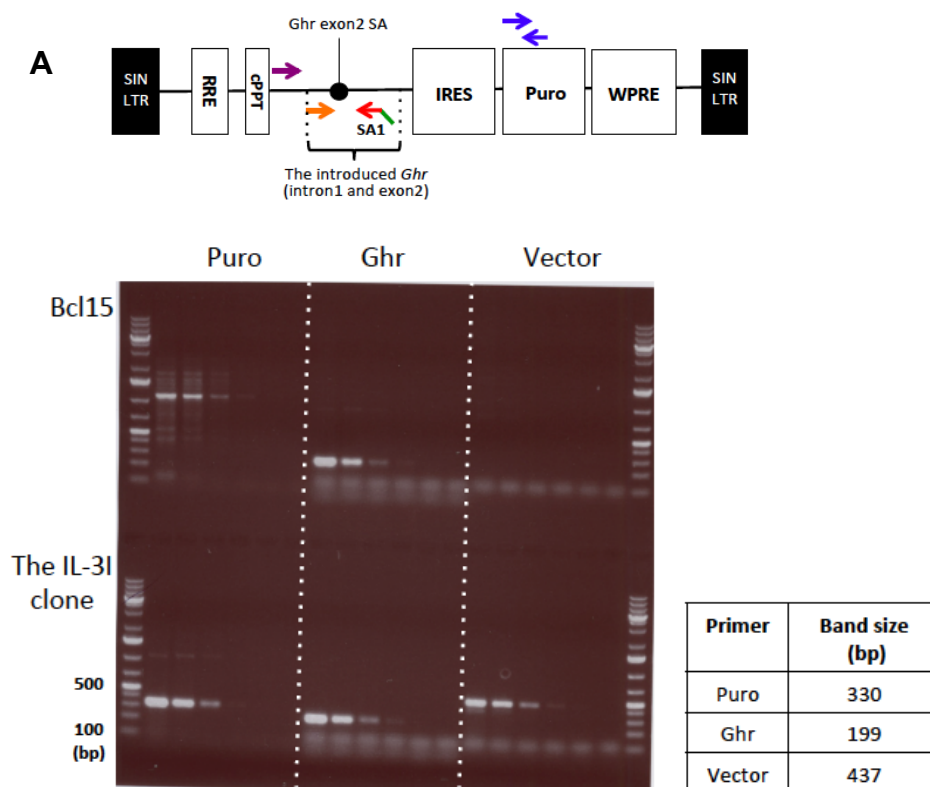 A
Ghr exon2 SA
SIN
LTR
RRE
cPPT
IRES
Puro
WPRE
SIN
LTR
SA1
The introduced Ghr
(intron1 and exon2)
Puro
Ghr
Vector
Bcl15
The IL-3I
clone
500
100
(bp)
Primer
Band size
(bp)
Puro
330
Ghr
199
Vector
437